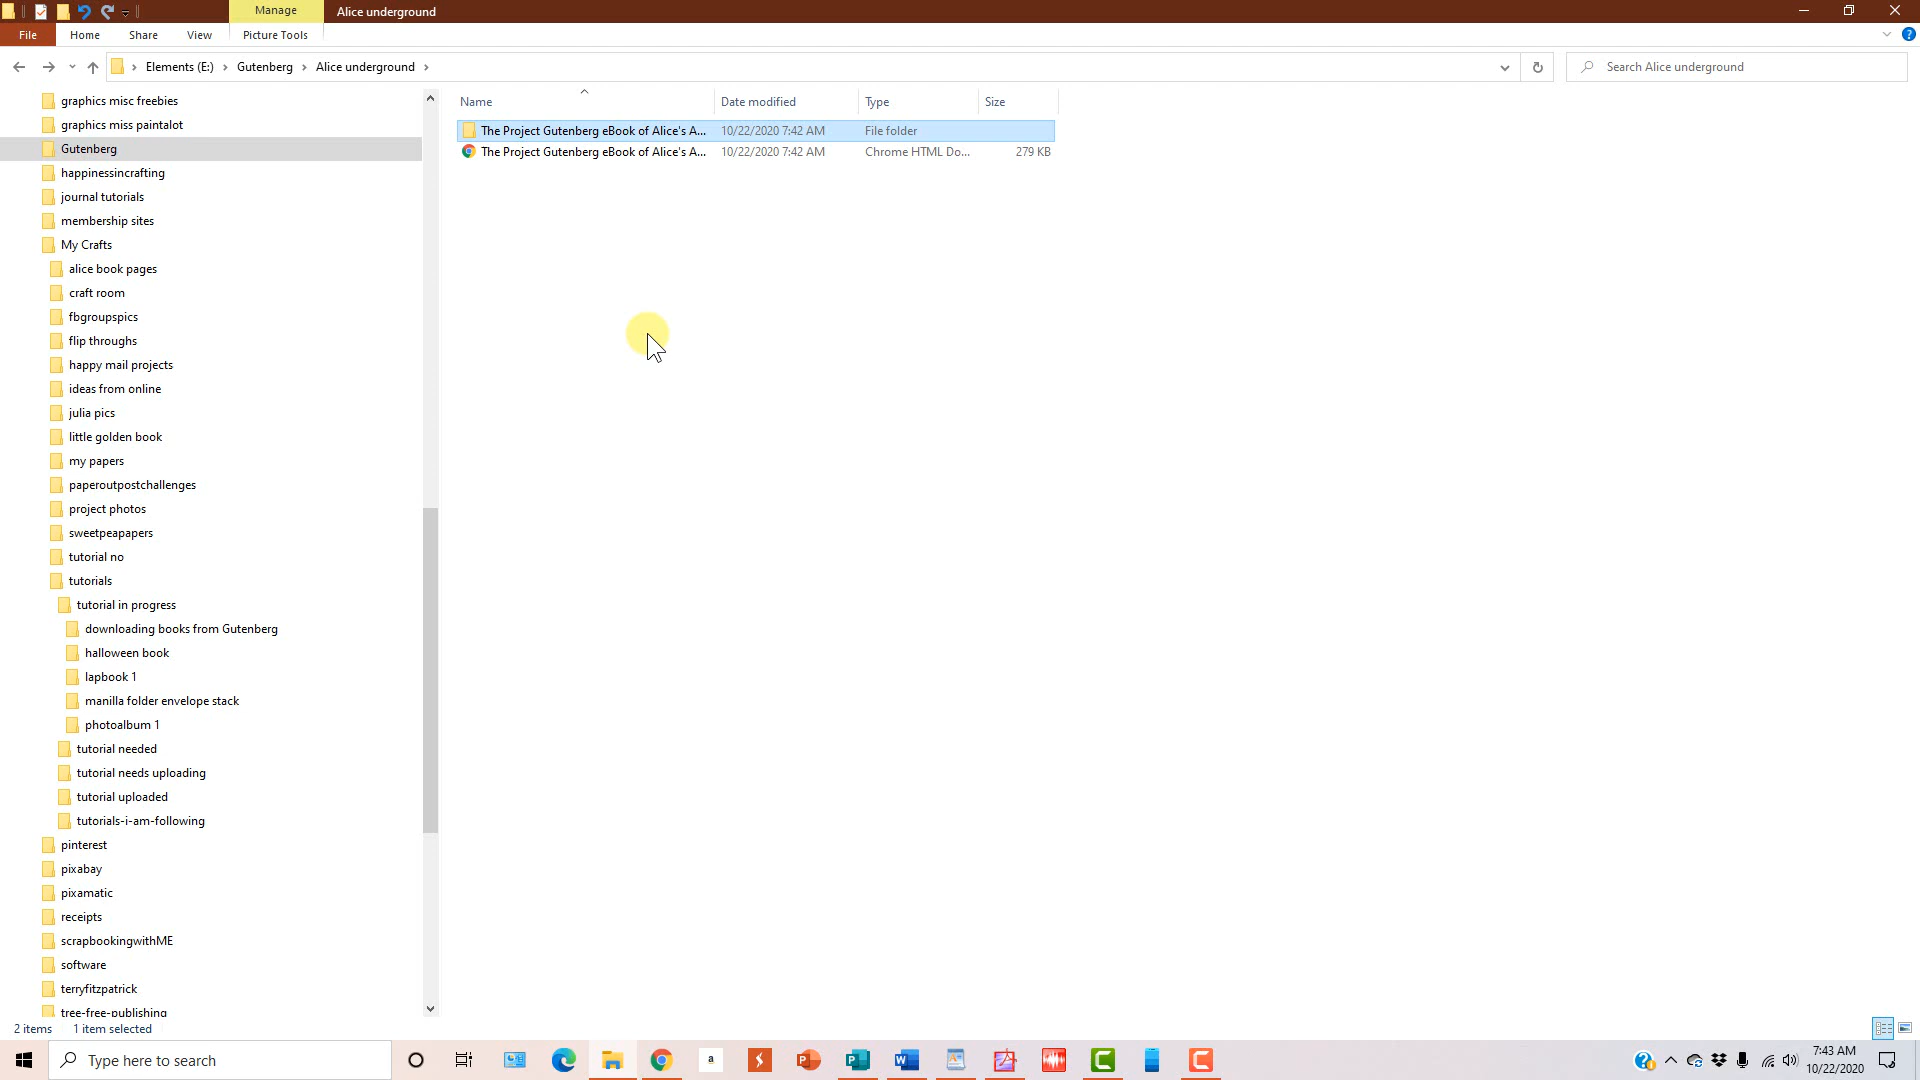 Manage
Alice underground
File
Home
Share
View
Picture Tools
Elements (E:)
Gutenberg
Alice underground
Search Alice underground
graphics misc freebies
graphics miss paintalot
Gutenberg
happinessincrafting
journal tutorials
membership sites
My Crafts
alice book pages
craft room
fbgroupspics
flip throughs
happy mail projects
ideas from online
julia pics
little golden book
my papers
paperoutpostchallenges
project photos
sweetpeapapers
tutorial no
tutorials
tutorial in progress
downloading books from Gutenberg
halloween book
lapbook 1
manilla folder envelope stack
photoalbum 1
tutorial needed
tutorial needs uploading
tutorial uploaded
tutorials-i-am-following
pinterest
pixabay
pixamatic
receipts
scrapbookingwithME
software
terryfitzpatrick
tree-free-publishing
Name Date modified Type Size
The Project Gutenberg eBook of Alice's A... 10/22/2020 7:42 AM File folder
The Project Gutenberg eBook of Alice's A... 10/22/2020 7:42 AM Chrome HTML Do... 279 KB
2 items 1 item selected
Type here to search
7:43 AM
10/22/2020